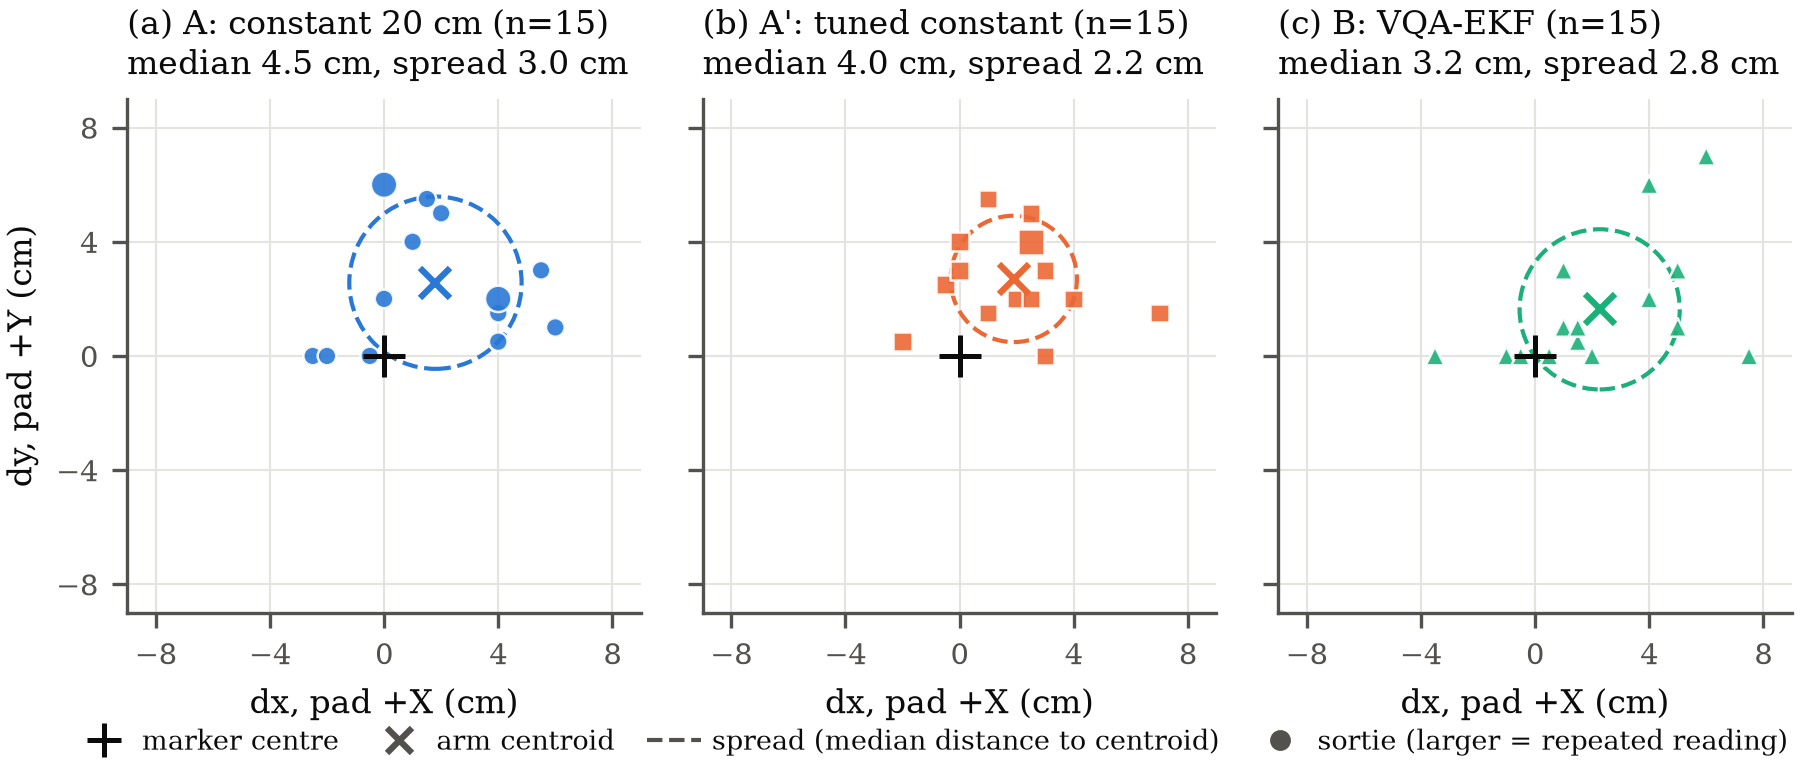 (a) A: constant 20 cm (n=15)
median 4.5 cm, spread 3.0 cm
(b) A': tuned constant (n=15)
median 4.0 cm, spread 2.2 cm
(c) B: VQA-EKF (n=15)
median 3.2 cm, spread 2.8 cm
dy, pad +Y (cm)
8
4
0
−4
−8
−8 −4 0 4 8
−8 −4 0 4 8
−8 −4 0 4 8
dx, pad +X (cm)
dx, pad +X (cm)
dx, pad +X (cm)
marker centre
arm centroid
spread (median distance to centroid)
sortie (larger = repeated reading)